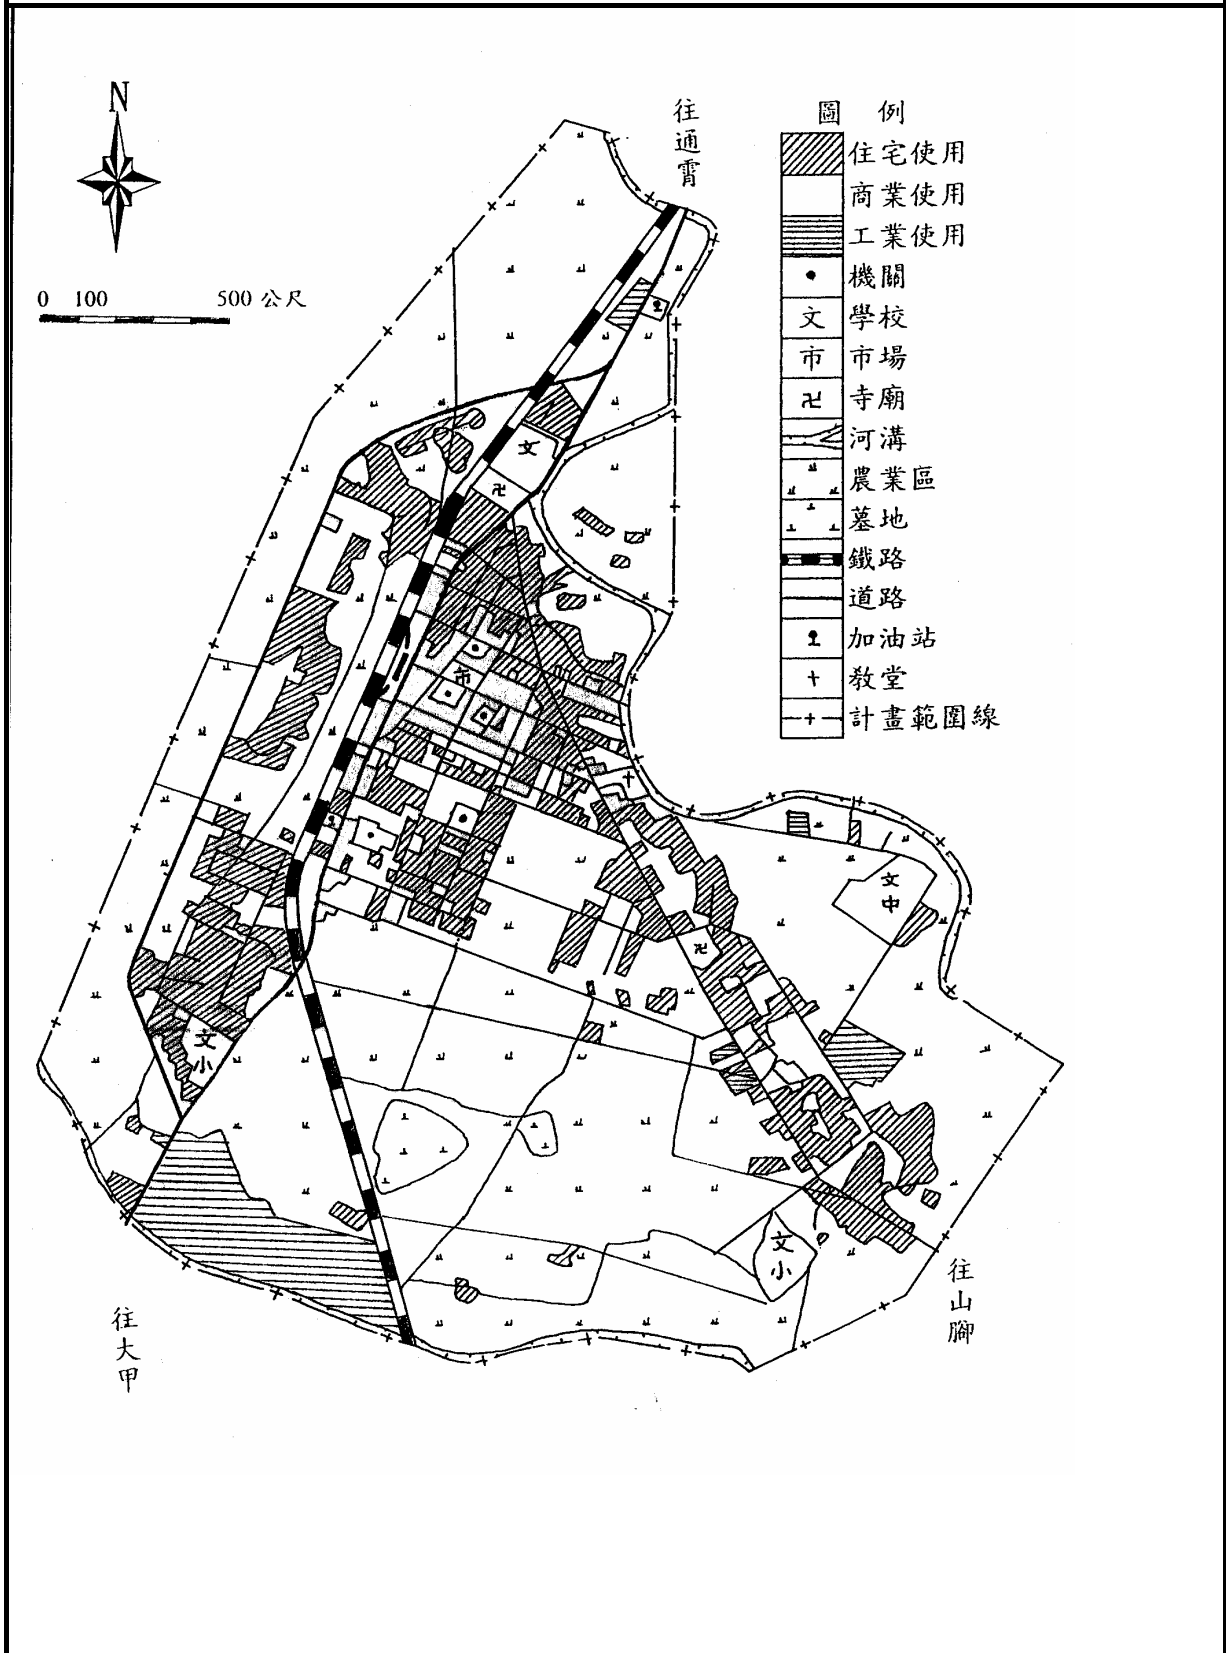 N
0 100 500 公尺
往通霄
圖 例
住宅使用
商業使用
工業使用
機關
文 學校
市 市場
卍 寺廟
河溝
農業區
墓地
鐵路
道路
加油站
教堂
計畫範圍線
文
卍
市
文中
卍
文小
文小
往大甲
往山腳